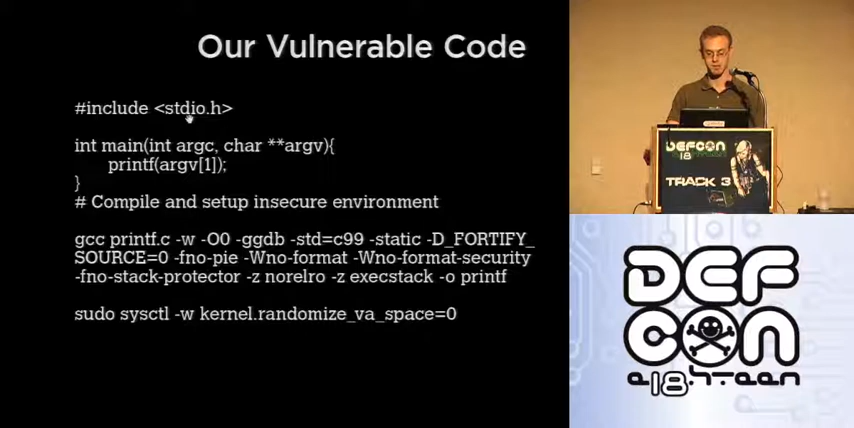 Our Vulnerable Code
#include <stdio.h>
int main(int argc, char **argv){
printf(argv[1]);
}
# Compile and setup insecure environment
gcc printf.c -w -O0 -ggdb -std=c99 -static -D_FORTIFY_
SOURCE=0 -fno-pie -Wno-format -Wno-format-security
-fno-stack-protector -z norelro -z execstack -o printf
sudo sysctl -w kernel.randomize_va_space=0
DEFCON
18
TRACK 3
DEF
CON
e18hteen